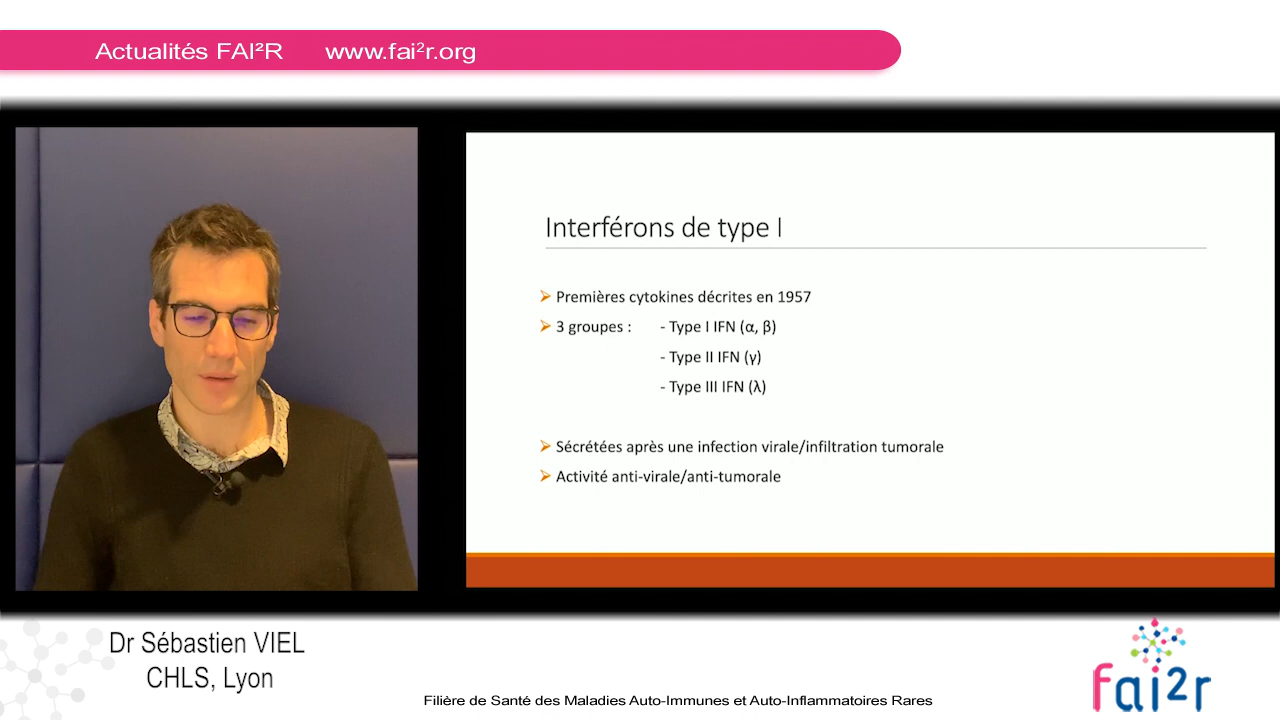 Actualités FAI²R www.fai²r.org
Interférons de type I
Premières cytokines décrites en 1957
3 groupes : - Type I IFN (α, β)
- Type II IFN (γ)
- Type III IFN (λ)
Sécrétées après une infection virale/infiltration tumorale
Activité anti-virale/anti-tumorale
Dr Sébastien VIEL
CHLS, Lyon
Filière de Santé des Maladies Auto-Immunes et Auto-Inflammatoires Rares
fai2r